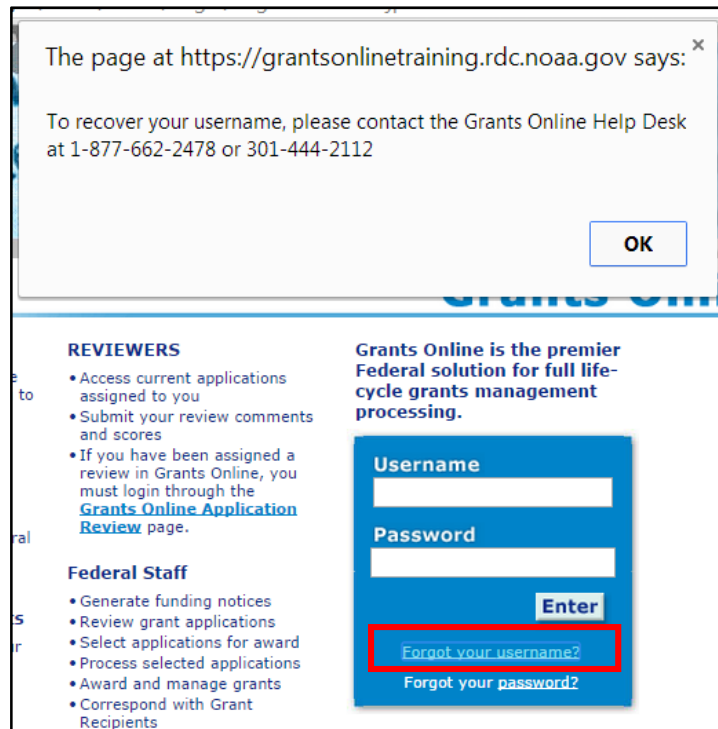 The page at https://grantsonlinetraining.rdc.noaa.gov says:
×
To recover your username, please contact the Grants Online Help Desk
at 1-877-662-2478 or 301-444-2112
OK
REVIEWERS
• Access current applications
assigned to you
• Submit your review comments
and scores
• If you have been assigned a
review in Grants Online, you
must login through the
Grants Online Application
Review page.
Federal Staff
• Generate funding notices
• Review grant applications
• Select applications for award
• Process selected applications
• Award and manage grants
• Correspond with Grant
Recipients
to
Grants Online is the premier
Federal solution for full life-
cycle grants management
processing.
Username
Password
Enter
Forgot your username?
Forgot your password?